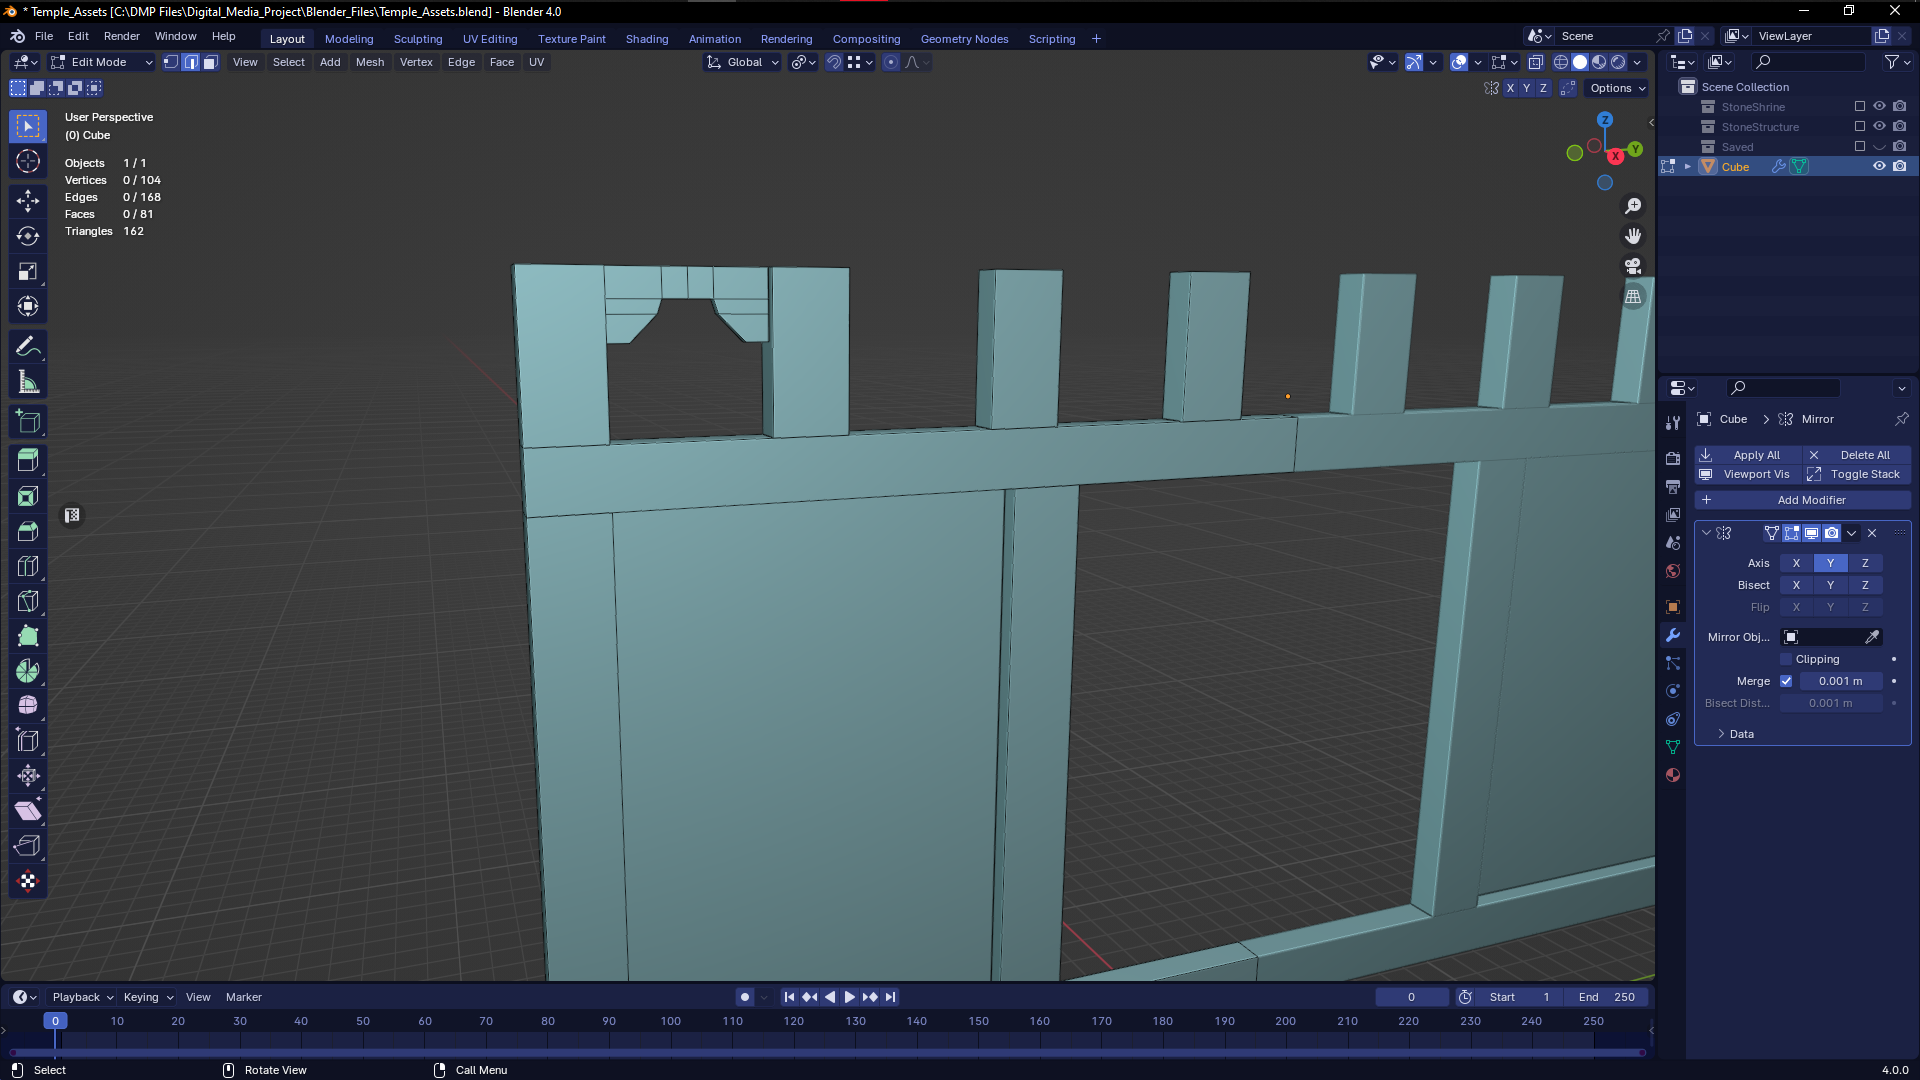 * Temple_Assets [C:\DMP Files\Digital_Media_Project\Blender_Files\Temple_Assets.blend] - Blender 4.0
File Edit Render Window Help Layout Modeling Sculpting UV Editing Texture Paint Shading Animation Rendering Compositing Geometry Nodes Scripting + Scene ViewLayer
Edit Mode View Select Add Mesh Vertex Edge Face UV Global
X Y Z Options
User Perspective
(0) Cube
Objects 1 / 1
Vertices 0 / 104
Edges 0 / 168
Faces 0 / 81
Triangles 162
Z
Y
X
Scene Collection
StoneShrine
StoneStructure
Saved
Cube
Cube > Mirror
Apply All Delete All
Viewport Vis Toggle Stack
+ Add Modifier
Axis X Y Z
Bisect X Y Z
Flip X Y Z
Mirror Obj...
Clipping
Merge 0.001 m
Bisect Dist... 0.001 m
Data
Playback Keying View Marker 0 Start 1 End 250
0 10 20 30 40 50 60 70 80 90 100 110 120 130 140 150 160 170 180 190 200 210 220 230 240 250
Select Rotate View Call Menu 4.0.0